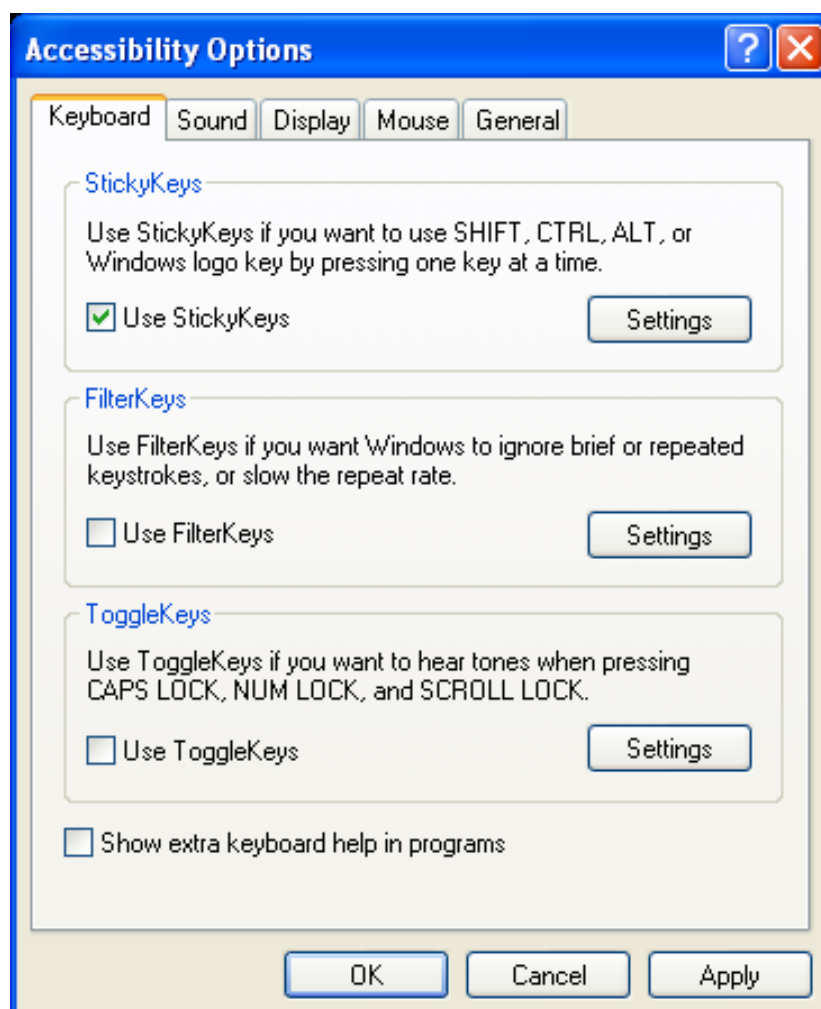 Accessibility Options
Keyboard Sound Display Mouse General
StickyKeys
Use StickyKeys if you want to use SHIFT, CTRL, ALT, or
Windows logo key by pressing one key at a time.
Use StickyKeys Settings
FilterKeys
Use FilterKeys if you want Windows to ignore brief or repeated
keystrokes, or slow the repeat rate.
Use FilterKeys Settings
ToggleKeys
Use ToggleKeys if you want to hear tones when pressing
CAPS LOCK, NUM LOCK, and SCROLL LOCK.
Use ToggleKeys Settings
Show extra keyboard help in programs
OK Cancel Apply